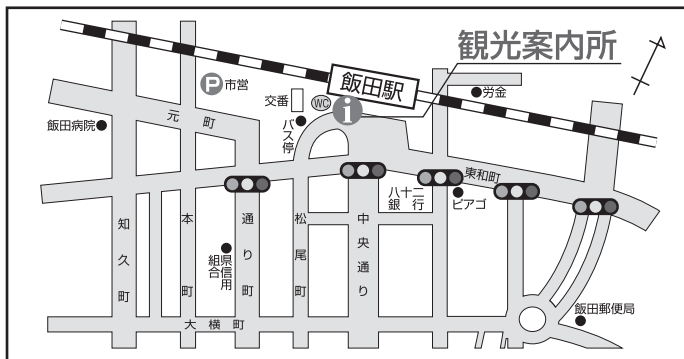 観光案内所
飯田駅
P 市営
交番
WC
i
バス停
労金
元町
飯田病院
東和町
八十二
銀行
ピアゴ
知久町
本町
通り町
松尾町
中央通り
県信用
組合
大横町
飯田郵便局